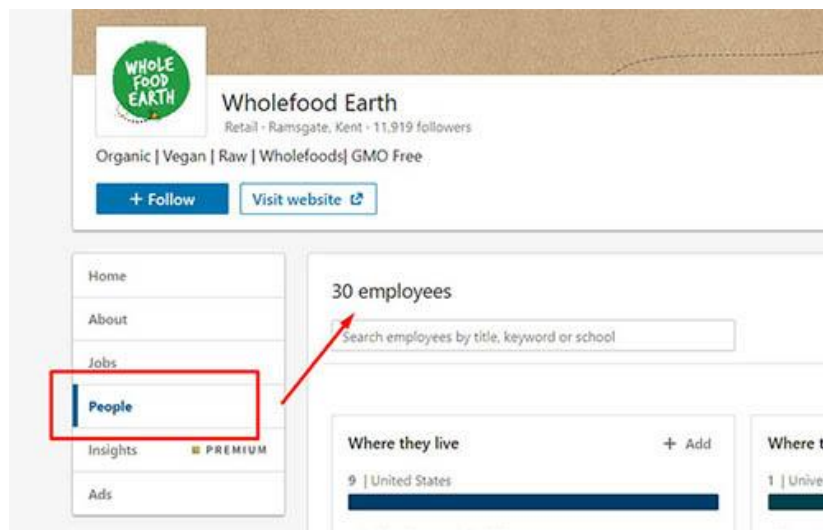 WHOLE
FOOD
EARTH
Wholefood Earth
Retail · Ramsgate, Kent · 11,919 followers
Organic | Vegan | Raw | Wholefoods| GMO Free
+ Follow
Visit website
Home
About
Jobs
People
Insights PREMIUM
Ads
30 employees
Search employees by title, keyword or school
Where they live + Add
9 | United States
Where t
1 | Unive